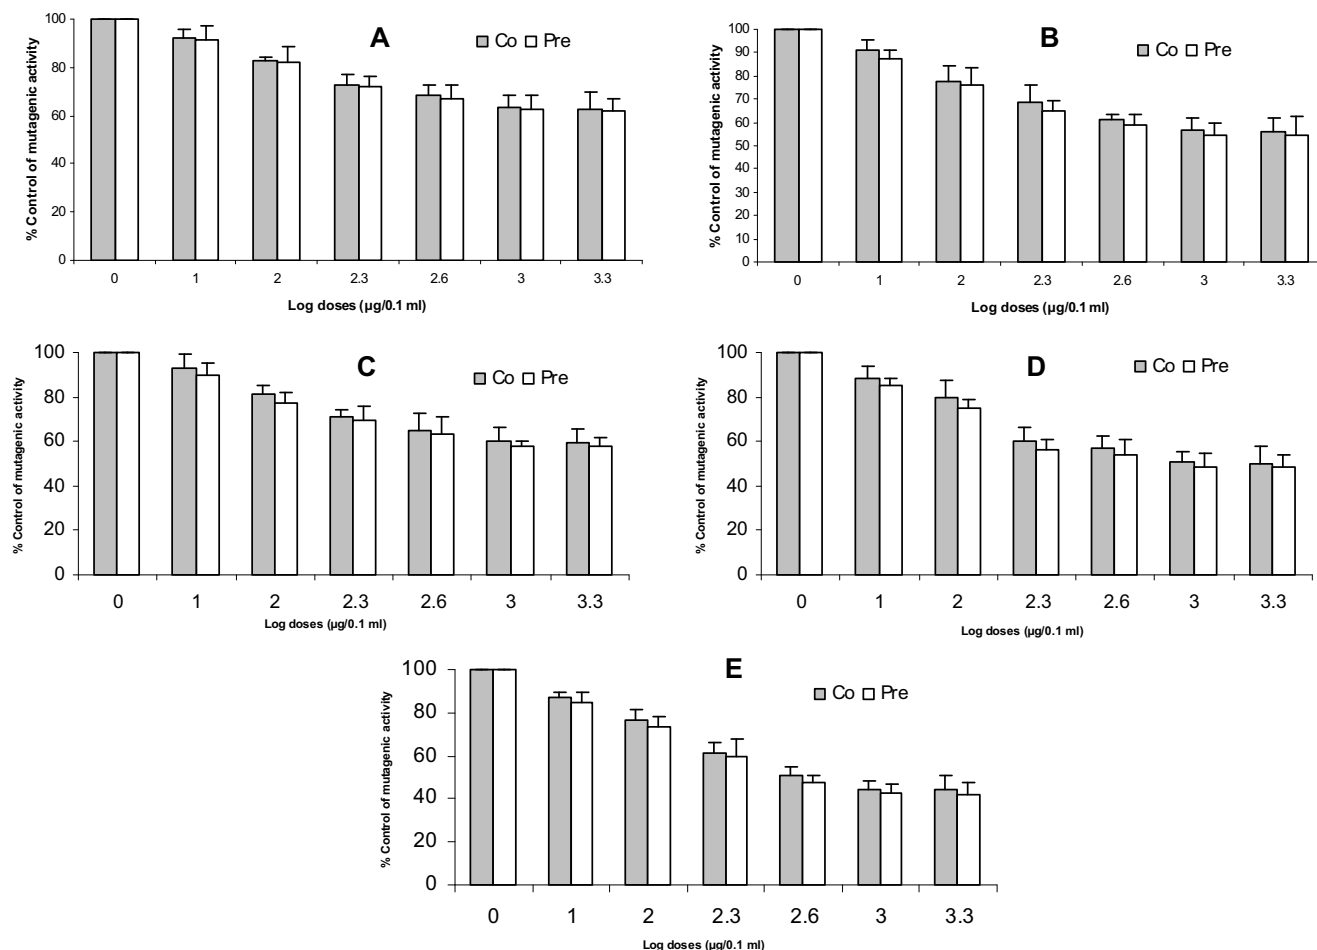 A
Co Pre
% Control of mutagenic activity
100
80
60
40
20
0
0 1 2 2.3 2.6 3 3.3
Log doses (µg/0.1 ml)
B
Co Pre
% Control of mutagenic activity
100
90
80
70
60
50
40
30
20
10
0
0 1 2 2.3 2.6 3 3.3
Log doses (µg/0.1 ml)
C
Co Pre
% Control of mutagenic activity
100
80
60
40
20
0
0 1 2 2.3 2.6 3 3.3
Log doses (µg/0.1 ml)
D
Co Pre
% Control of mutagenic activity
100
80
60
40
20
0
0 1 2 2.3 2.6 3 3.3
Log doses (µg/0.1 ml)
E
Co Pre
% Control of mutagenic activity
100
80
60
40
20
0
0 1 2 2.3 2.6 3 3.3
Log doses (µg/0.1 ml)